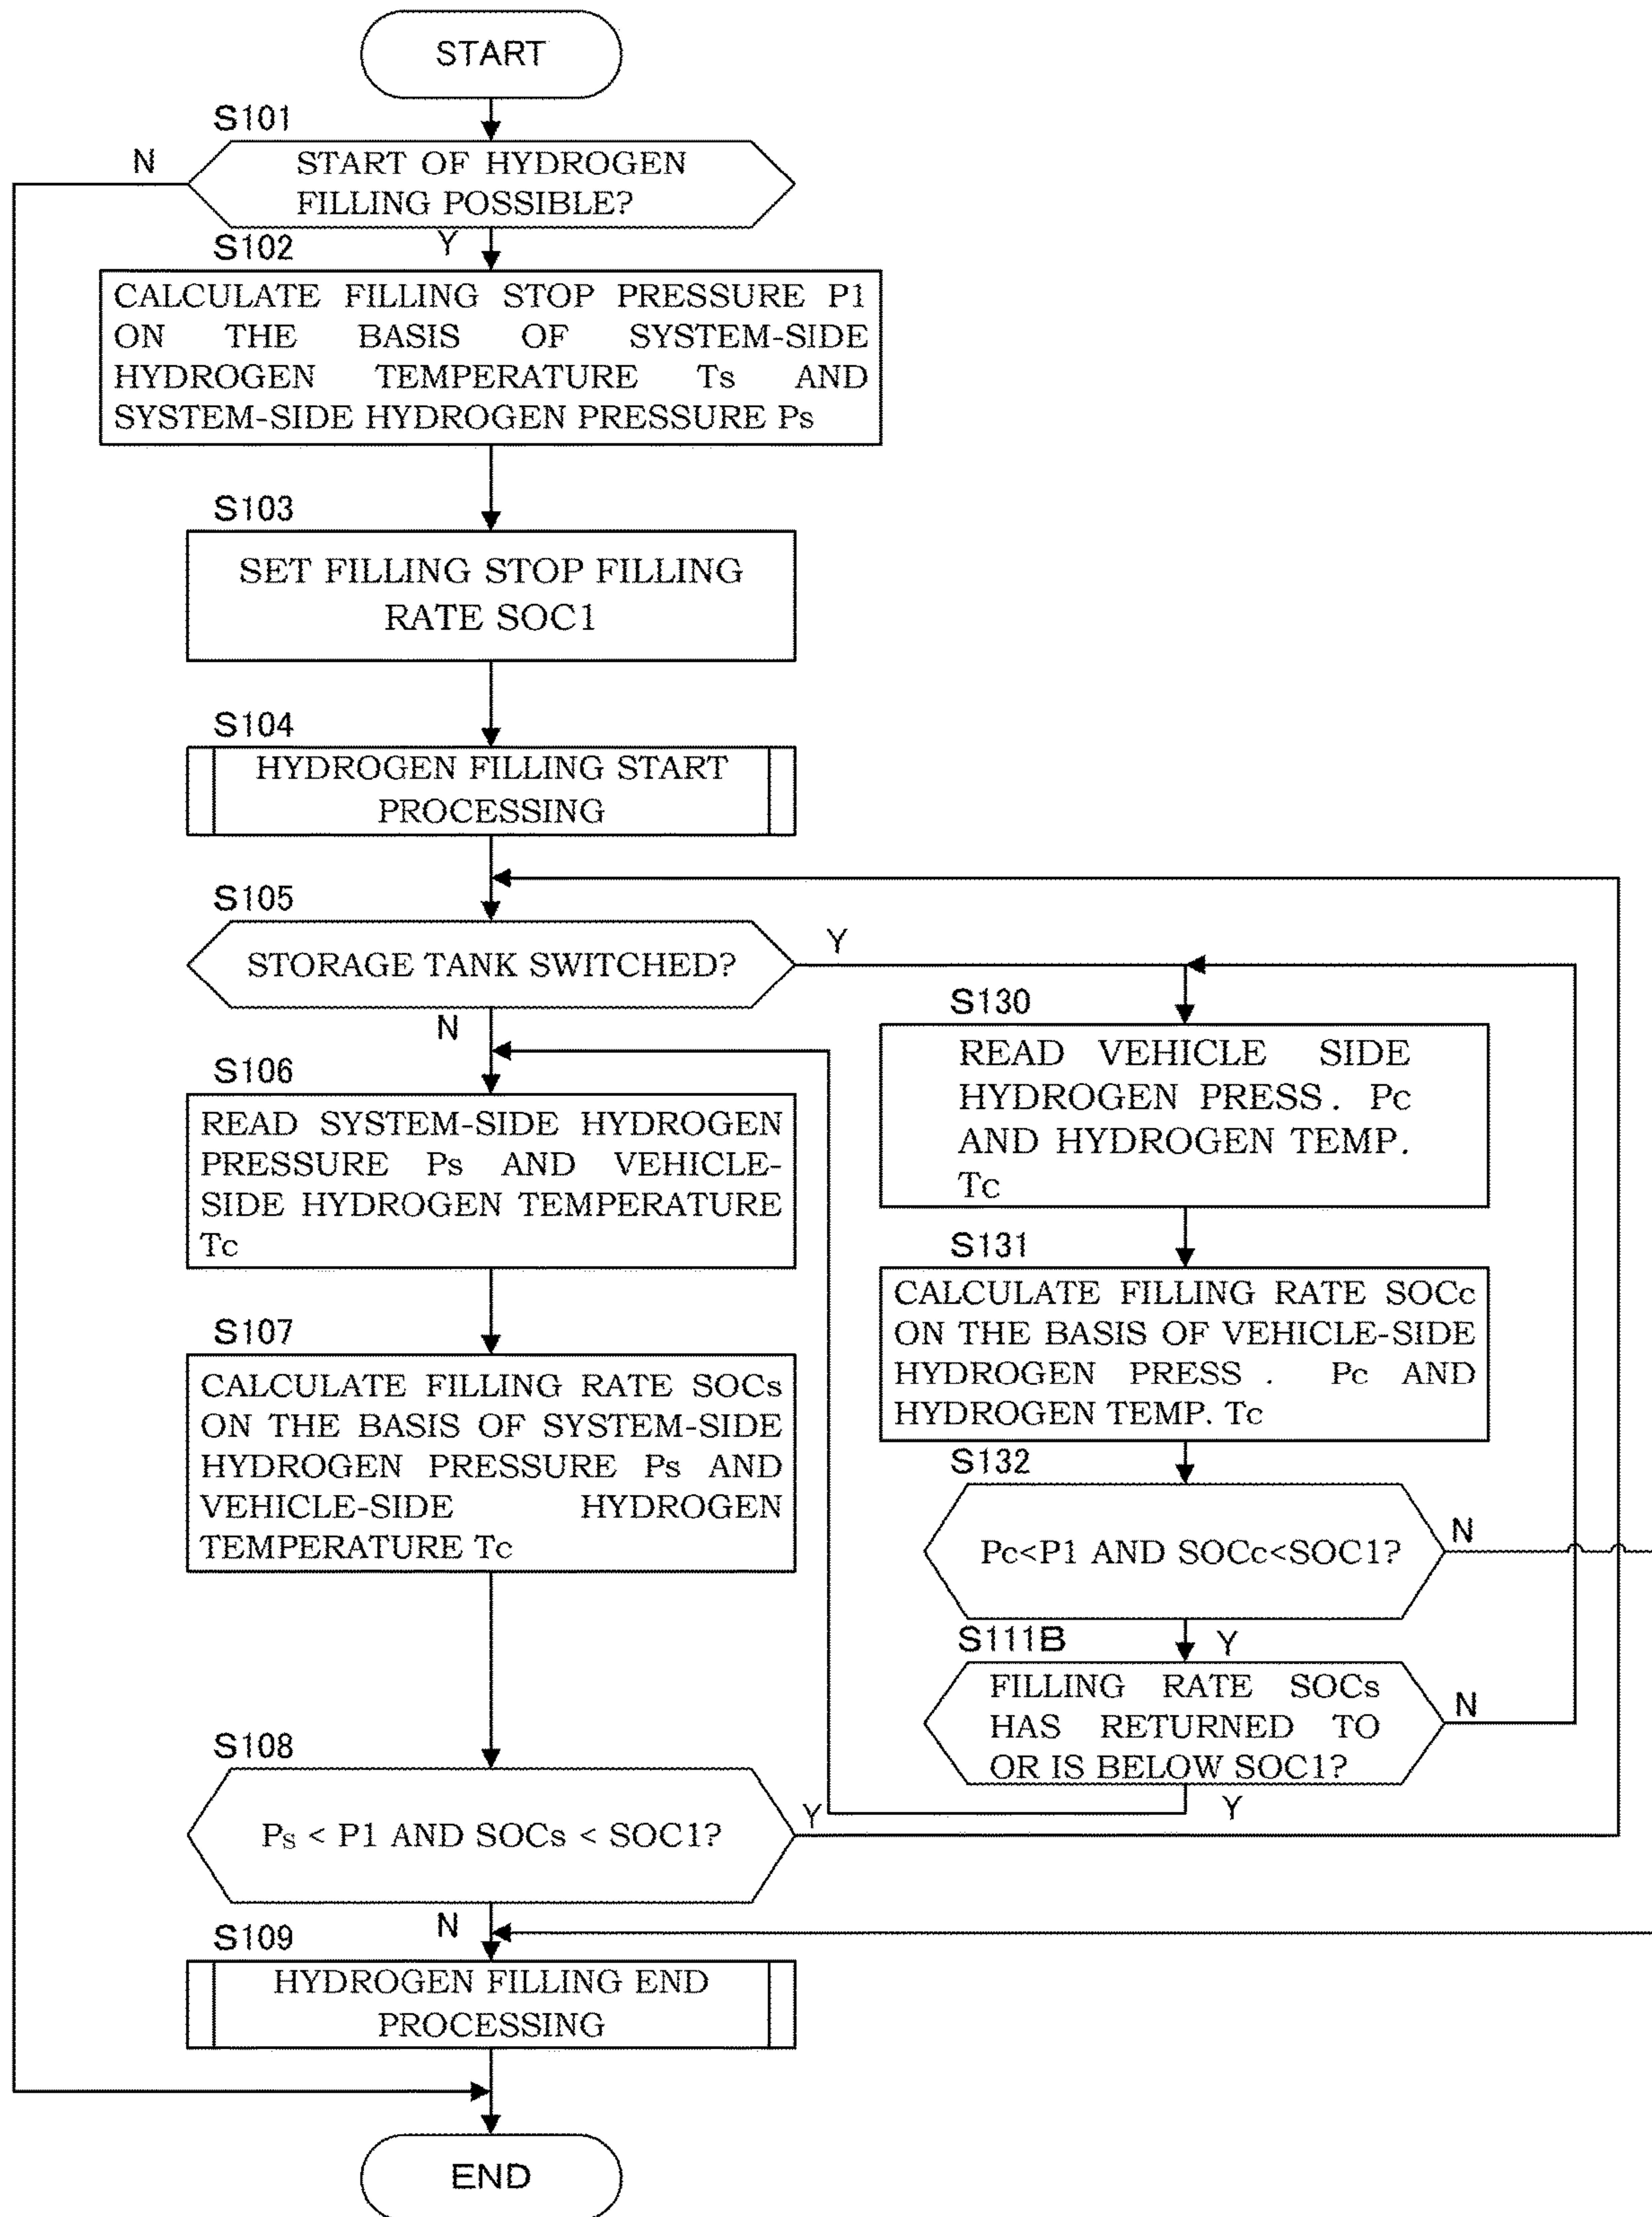 START
S101
N
START OF HYDROGEN
FILLING POSSIBLE?
S102
Y
CALCULATE FILLING STOP PRESSURE P1
ON THE BASIS OF SYSTEM-SIDE
HYDROGEN TEMPERATURE Ts AND
SYSTEM-SIDE HYDROGEN PRESSURE Ps
S103
SET FILLING STOP FILLING
RATE SOC1
S104
HYDROGEN FILLING START
PROCESSING
S105
STORAGE TANK SWITCHED?
Y
N
S106
READ SYSTEM-SIDE HYDROGEN
PRESSURE Ps AND VEHICLE-
SIDE HYDROGEN TEMPERATURE
Tc
S107
CALCULATE FILLING RATE SOCs
ON THE BASIS OF SYSTEM-SIDE
HYDROGEN PRESSURE Ps AND
VEHICLE-SIDE HYDROGEN
TEMPERATURE Tc
S130
READ VEHICLE SIDE
HYDROGEN PRESS. Pc
AND HYDROGEN TEMP.
Tc
S131
CALCULATE FILLING RATE SOCc
ON THE BASIS OF VEHICLE-SIDE
HYDROGEN PRESS . Pc AND
HYDROGEN TEMP. Tc
S132
Pc<P1 AND SOCc<SOC1?
N
Y
S111B
FILLING RATE SOCs
HAS RETURNED TO
OR IS BELOW SOC1?
N
Y
S108
Ps < P1 AND SOCs < SOC1?
Y
N
S109
HYDROGEN FILLING END
PROCESSING
END